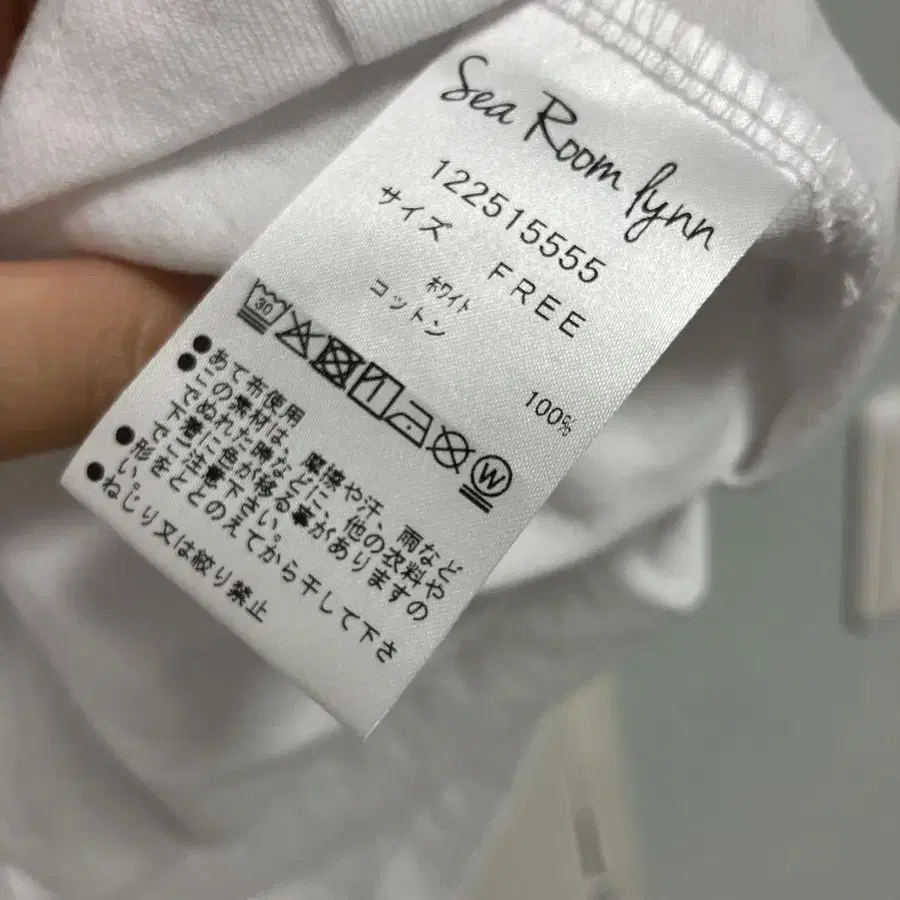 Sea Room lynn
122515555
サイズ FREE
ホワイト
コットン 100%
30
W
●あて布使用
●この素材は、摩擦や汗、雨など
でぬれた時などに、他の衣料や
下着に色が移る事がありますの
でご注意下さい。
●形をととのえてから干して下さ
い。
●ねじり又は絞り禁止